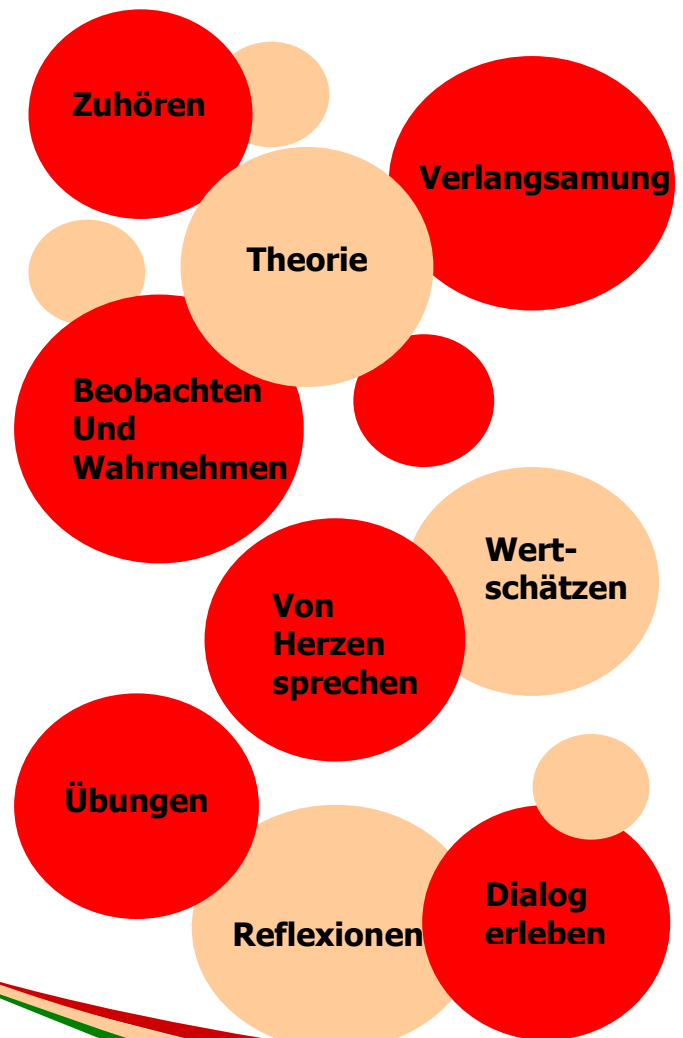 Zuhören
Verlangsamung
Theorie
Beobachten
Und
Wahrnehmen
Wert-
schätzen
Von
Herzen
sprechen
Übungen
Dialog
erleben
Reflexionen